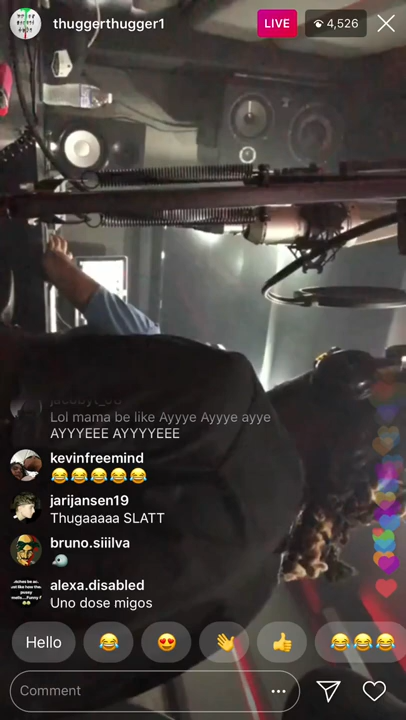 thuggerthugger1
LIVE
4,526
Lol mama be like Ayyye Ayyye ayye
AYYYEEE AYYYYEEE
kevinfreemind
😂😂😂😂😂
jarijansen19
Thugaaaaa SLATT
bruno.siiilva
alexa.disabled
Uno dose migos
Hello
Comment